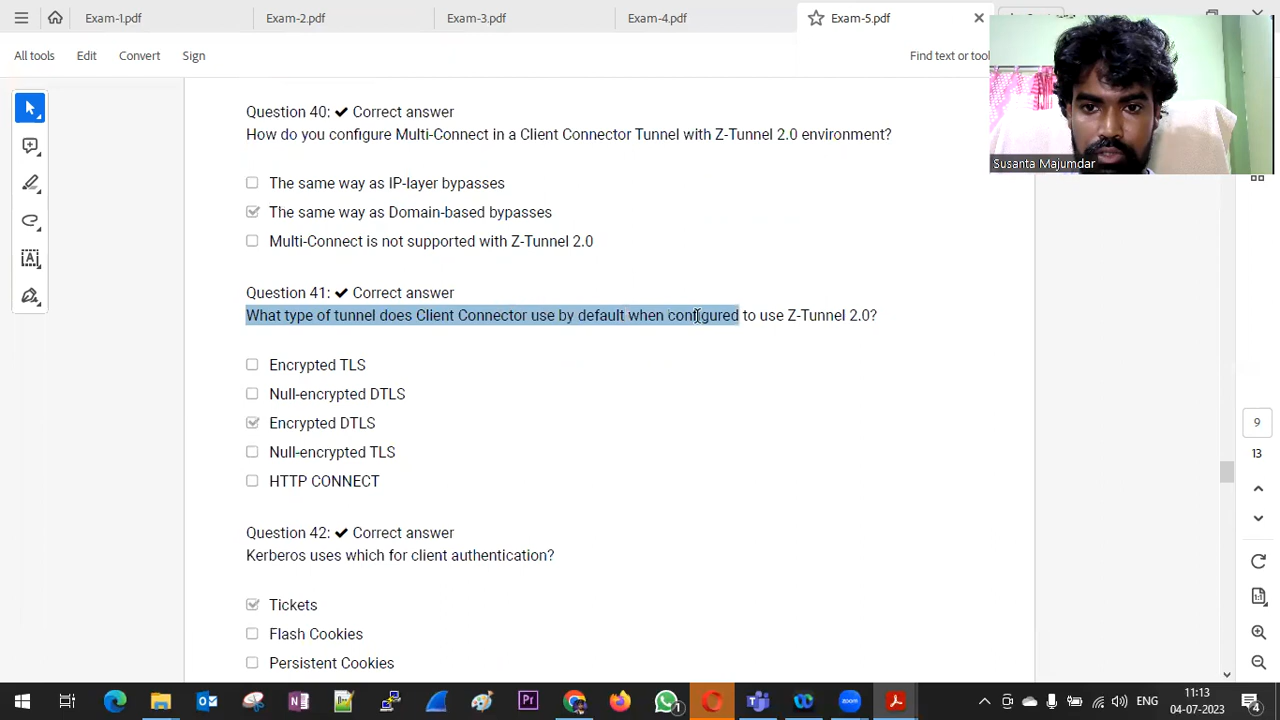 Exam-1.pdf
Exam-2.pdf
Exam-3.pdf
Exam-4.pdf
Exam-5.pdf
All tools
Edit
Convert
Sign
Find text or tool
Susanta Majumdar
Question 40: ✔ Correct answer
How do you configure Multi-Connect in a Client Connector Tunnel with Z-Tunnel 2.0 environment?
The same way as IP-layer bypasses
The same way as Domain-based bypasses
Multi-Connect is not supported with Z-Tunnel 2.0
Question 41: ✔ Correct answer
What type of tunnel does Client Connector use by default when configured to use Z-Tunnel 2.0?
Encrypted TLS
Null-encrypted DTLS
Encrypted DTLS
Null-encrypted TLS
HTTP CONNECT
Question 42: ✔ Correct answer
Kerberos uses which for client authentication?
Tickets
Flash Cookies
Persistent Cookies
9
13
1:1
Pr
1
ENG
11:13
04-07-2023
4